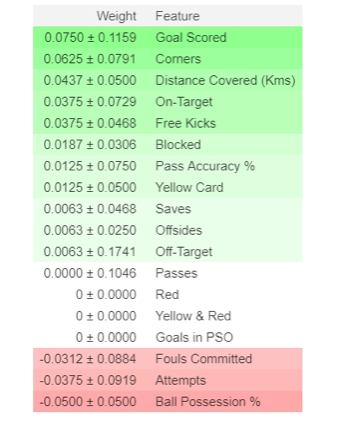 Weight Feature
0.0750 ± 0.1159 Goal Scored
0.0625 ± 0.0791 Corners
0.0437 ± 0.0500 Distance Covered (Kms)
0.0375 ± 0.0729 On-Target
0.0375 ± 0.0468 Free Kicks
0.0187 ± 0.0306 Blocked
0.0125 ± 0.0750 Pass Accuracy %
0.0125 ± 0.0500 Yellow Card
0.0063 ± 0.0468 Saves
0.0063 ± 0.0250 Offsides
0.0063 ± 0.1741 Off-Target
0.0000 ± 0.1046 Passes
0 ± 0.0000 Red
0 ± 0.0000 Yellow & Red
0 ± 0.0000 Goals in PSO
-0.0312 ± 0.0884 Fouls Committed
-0.0375 ± 0.0919 Attempts
-0.0500 ± 0.0500 Ball Possession %